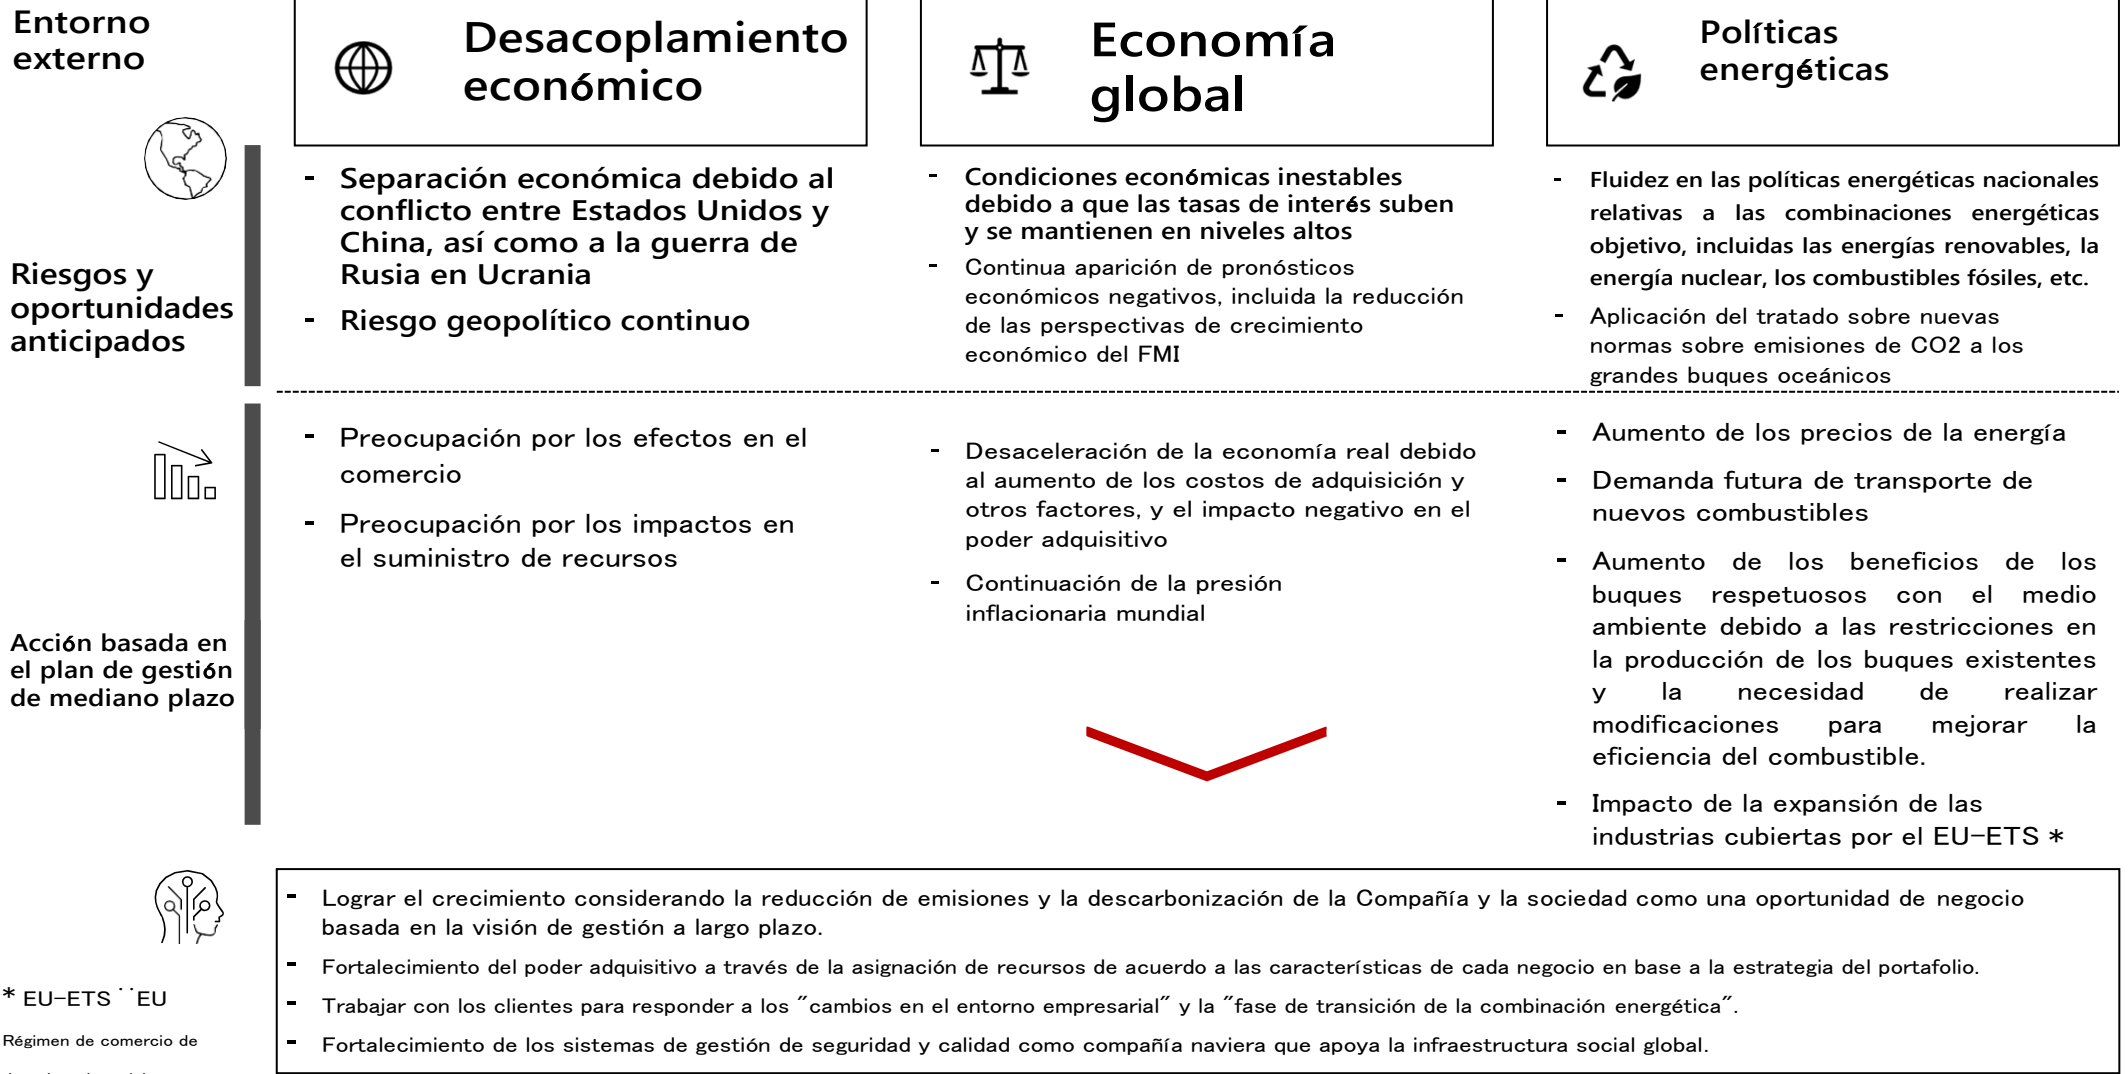 Entorno
externo
Desacoplamiento
económico
Economía
global
Políticas
energéticas
Riesgos y
oportunidades
anticipados
- Separación económica debido al
conflicto entre Estados Unidos y
China, así como a la guerra de
Rusia en Ucrania
- Riesgo geopolítico continuo
- Condiciones económicas inestables
debido a que las tasas de interés suben
y se mantienen en niveles altos
- Continua aparición de pronósticos
económicos negativos, incluida la reducción
de las perspectivas de crecimiento
económico del FMI
- Fluidez en las políticas energéticas nacionales
relativas a las combinaciones energéticas
objetivo, incluidas las energías renovables, la
energía nuclear, los combustibles fósiles, etc.
- Aplicación del tratado sobre nuevas
normas sobre emisiones de CO2 a los
grandes buques oceánicos
Acción basada en
el plan de gestión
de mediano plazo
- Preocupación por los efectos en el
comercio
- Preocupación por los impactos en
el suministro de recursos
- Desaceleración de la economía real debido
al aumento de los costos de adquisición y
otros factores, y el impacto negativo en el
poder adquisitivo
- Continuación de la presión
inflacionaria mundial
- Aumento de los precios de la energía
- Demanda futura de transporte de
nuevos combustibles
- Aumento de los beneficios de los
buques respetuosos con el medio
ambiente debido a las restricciones en
la producción de los buques existentes
y la necesidad de realizar
modificaciones para mejorar la
eficiencia del combustible.
- Impacto de la expansión de las
industrias cubiertas por el EU-ETS *
- Lograr el crecimiento considerando la reducción de emisiones y la descarbonización de la Compañía y la sociedad como una oportunidad de negocio
basada en la visión de gestión a largo plazo.
- Fortalecimiento del poder adquisitivo a través de la asignación de recursos de acuerdo a las características de cada negocio en base a la estrategia del portafolio.
- Trabajar con los clientes para responder a los "cambios en el entorno empresarial" y la "fase de transición de la combinación energética".
- Fortalecimiento de los sistemas de gestión de seguridad y calidad como compañía naviera que apoya la infraestructura social global.
* EU-ETS ¨EU
Régimen de comercio de